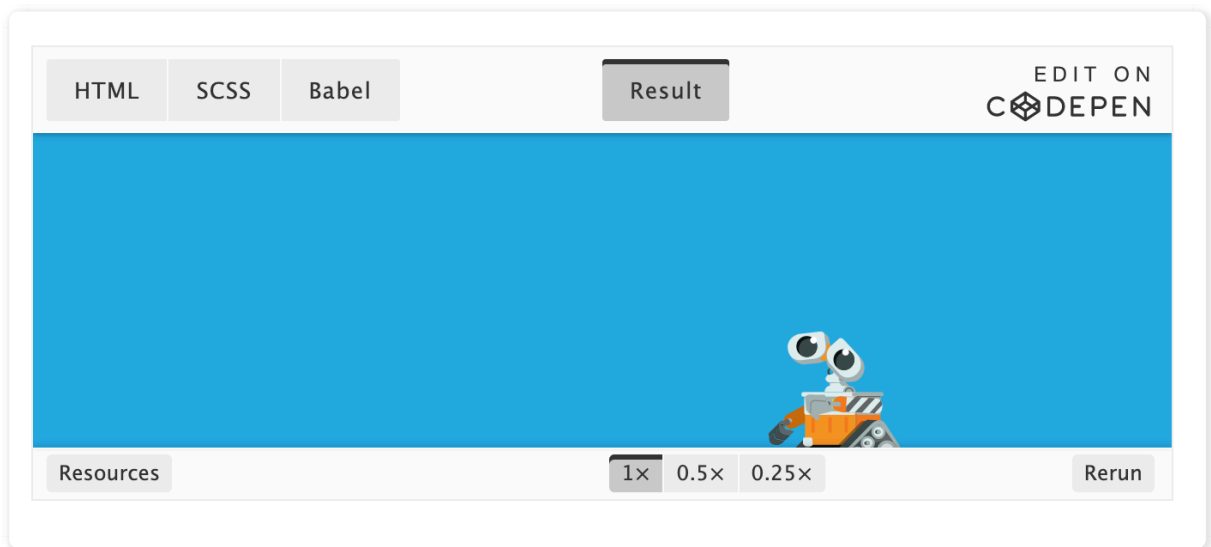 HTML SCSS Babel Result EDIT ON
CODEPEN
Resources 1× 0.5× 0.25× Rerun